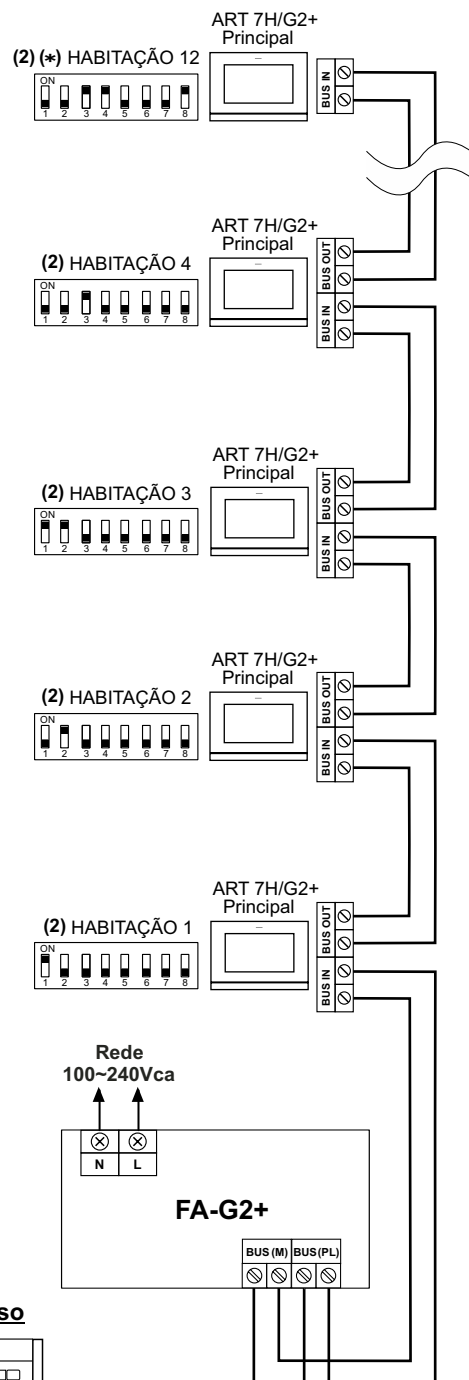 ART 7H/G2+
Principal
(2) (*) HABITAÇÃO 12
ON
1 2 3 4 5 6 7 8
BUS IN
ART 7H/G2+
Principal
(2) HABITAÇÃO 4
ON
1 2 3 4 5 6 7 8
BUS OUT
BUS IN
ART 7H/G2+
Principal
(2) HABITAÇÃO 3
ON
1 2 3 4 5 6 7 8
BUS OUT
BUS IN
ART 7H/G2+
Principal
(2) HABITAÇÃO 2
ON
1 2 3 4 5 6 7 8
BUS OUT
BUS IN
ART 7H/G2+
Principal
(2) HABITAÇÃO 1
ON
1 2 3 4 5 6 7 8
BUS OUT
BUS IN
Rede
100~240Vca
N L
FA-G2+
BUS (M) BUS (PL)
so